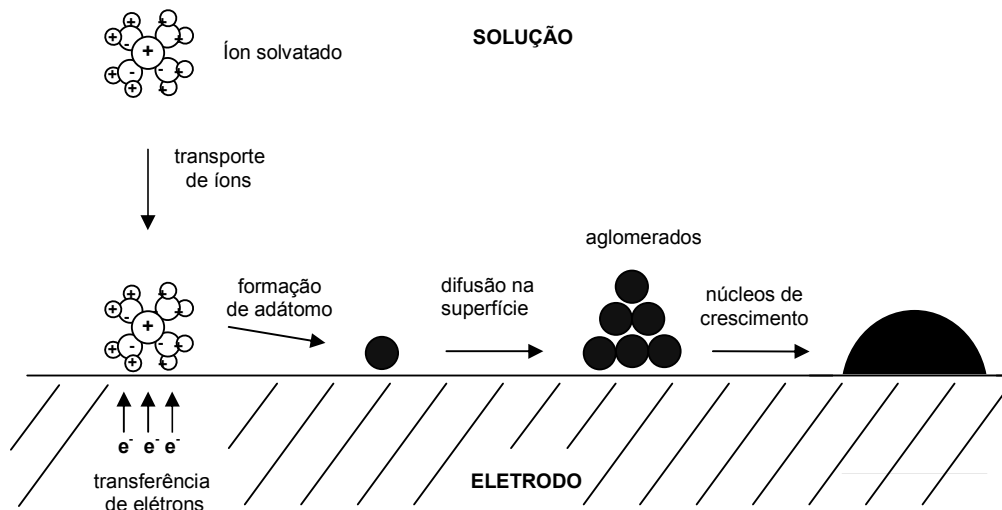 SOLUÇÃO
Íon solvatado
transporte
de íons
aglomerados
formação
de adátomo
difusão na
superfície
núcleos de
crescimento
e- e- e-
transferência
de elétrons
ELETRODO